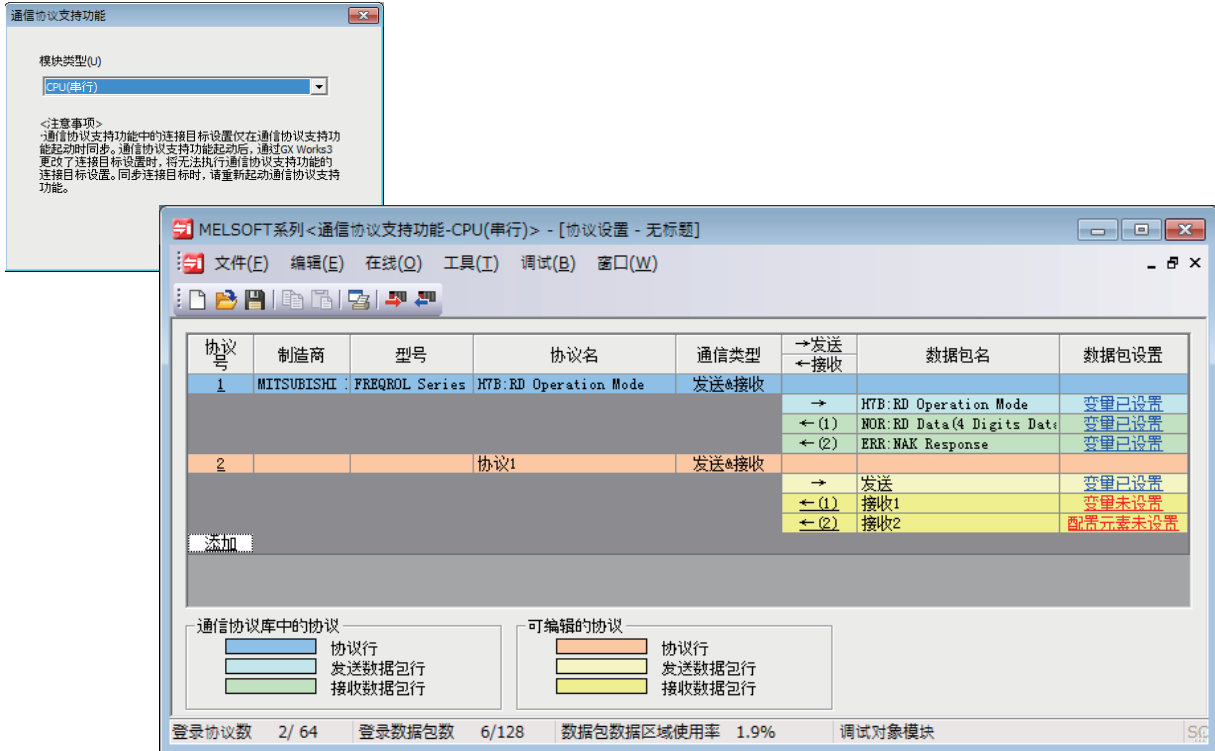 通信协议支持功能
模块类型(U)
CPU(串行)
<注意事项>
·通信协议支持功能中的连接目标设置仅在通信协议支持功
能起动时同步。通信协议支持功能起动后，通过GX Works3
更改了连接目标设置时，将无法执行通信协议支持功能的
连接目标设置。同步连接目标时，请重新起动通信协议支持
功能。
MELSOFT系列<通信协议支持功能-CPU(串行)> - [协议设置 - 无标题]
文件(F) 编辑(E) 在线(O) 工具(T) 调试(B) 窗口(W)
协议号 制造商 型号 协议名 通信类型 →发送 ←接收 数据包名 数据包设置
1 MITSUBISHI FREQROL Series H7B:RD Operation Mode 发送&接收
→ H7B:RD Operation Mode 变量已设置
←(1) NOR:RD Data(4 Digits Data 变量已设置
←(2) ERR:NAK Response 变量已设置
2 协议1 发送&接收
→ 发送 变量已设置
←(1) 接收1 变量未设置
←(2) 接收2 配置元素未设置
添加
通信协议库中的协议
协议行
发送数据包行
接收数据包行
可编辑的协议
协议行
发送数据包行
接收数据包行
登录协议数 2/ 64 登录数据包数 6/128 数据包数据区域使用率 1.9% 调试对象模块